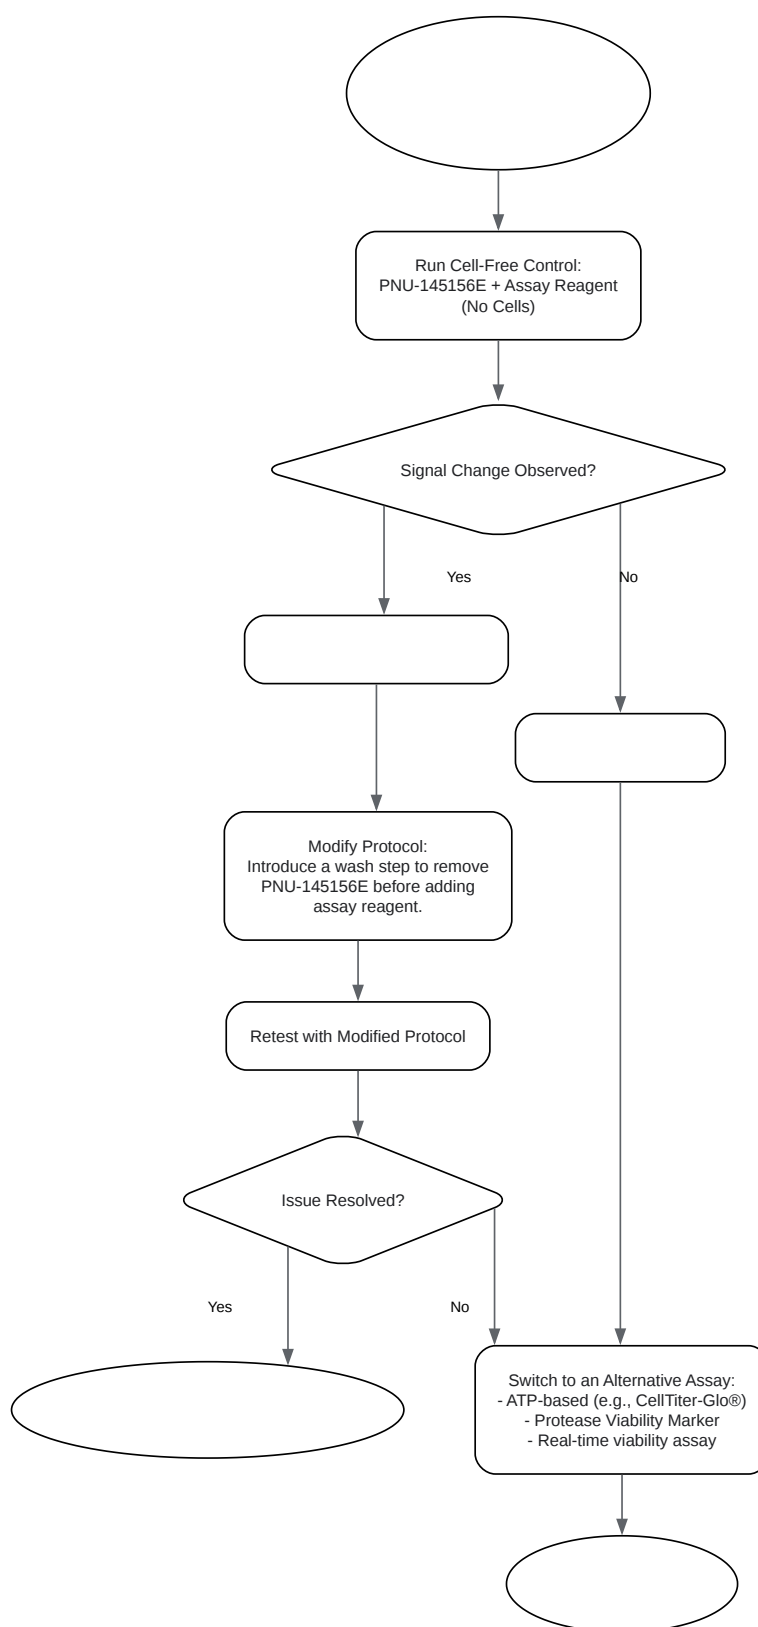 Run Cell-Free Control:
PNU-145156E + Assay Reagent
(No Cells)
Signal Change Observed?
Yes
No
Modify Protocol:
Introduce a wash step to remove
PNU-145156E before adding
assay reagent.
Retest with Modified Protocol
Issue Resolved?
Yes
No
Switch to an Alternative Assay:
- ATP-based (e.g., CellTiter-Glo®)
- Protease Viability Marker
- Real-time viability assay